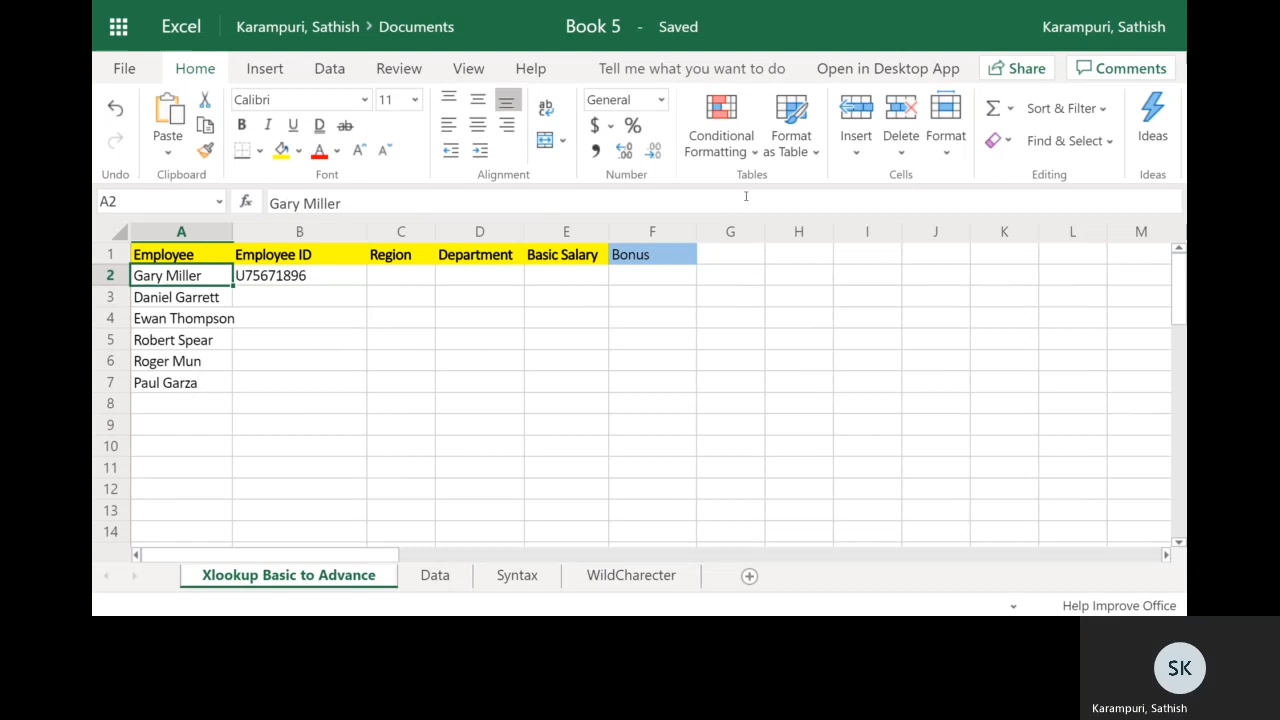 Excel Karampuri, Sathish > Documents Book 5 - Saved Karampuri, Sathish
File Home Insert Data Review View Help Tell me what you want to do Open in Desktop App Share Comments
Calibri 11 General Sort & Filter
Paste Conditional Format Insert Delete Format Find & Select Ideas
Formatting as Table
Undo Clipboard Font Alignment Number Tables Cells Editing Ideas
A2 fx Gary Miller
A B C D E F G H I J K L M
1 Employee Employee ID Region Department Basic Salary Bonus
2 Gary Miller U75671896
3 Daniel Garrett
4 Ewan Thompson
5 Robert Spear
6 Roger Mun
7 Paul Garza
8
9
10
11
12
13
14
Xlookup Basic to Advance Data Syntax WildCharecter
Help Improve Office
SK
Karampuri, Sathish